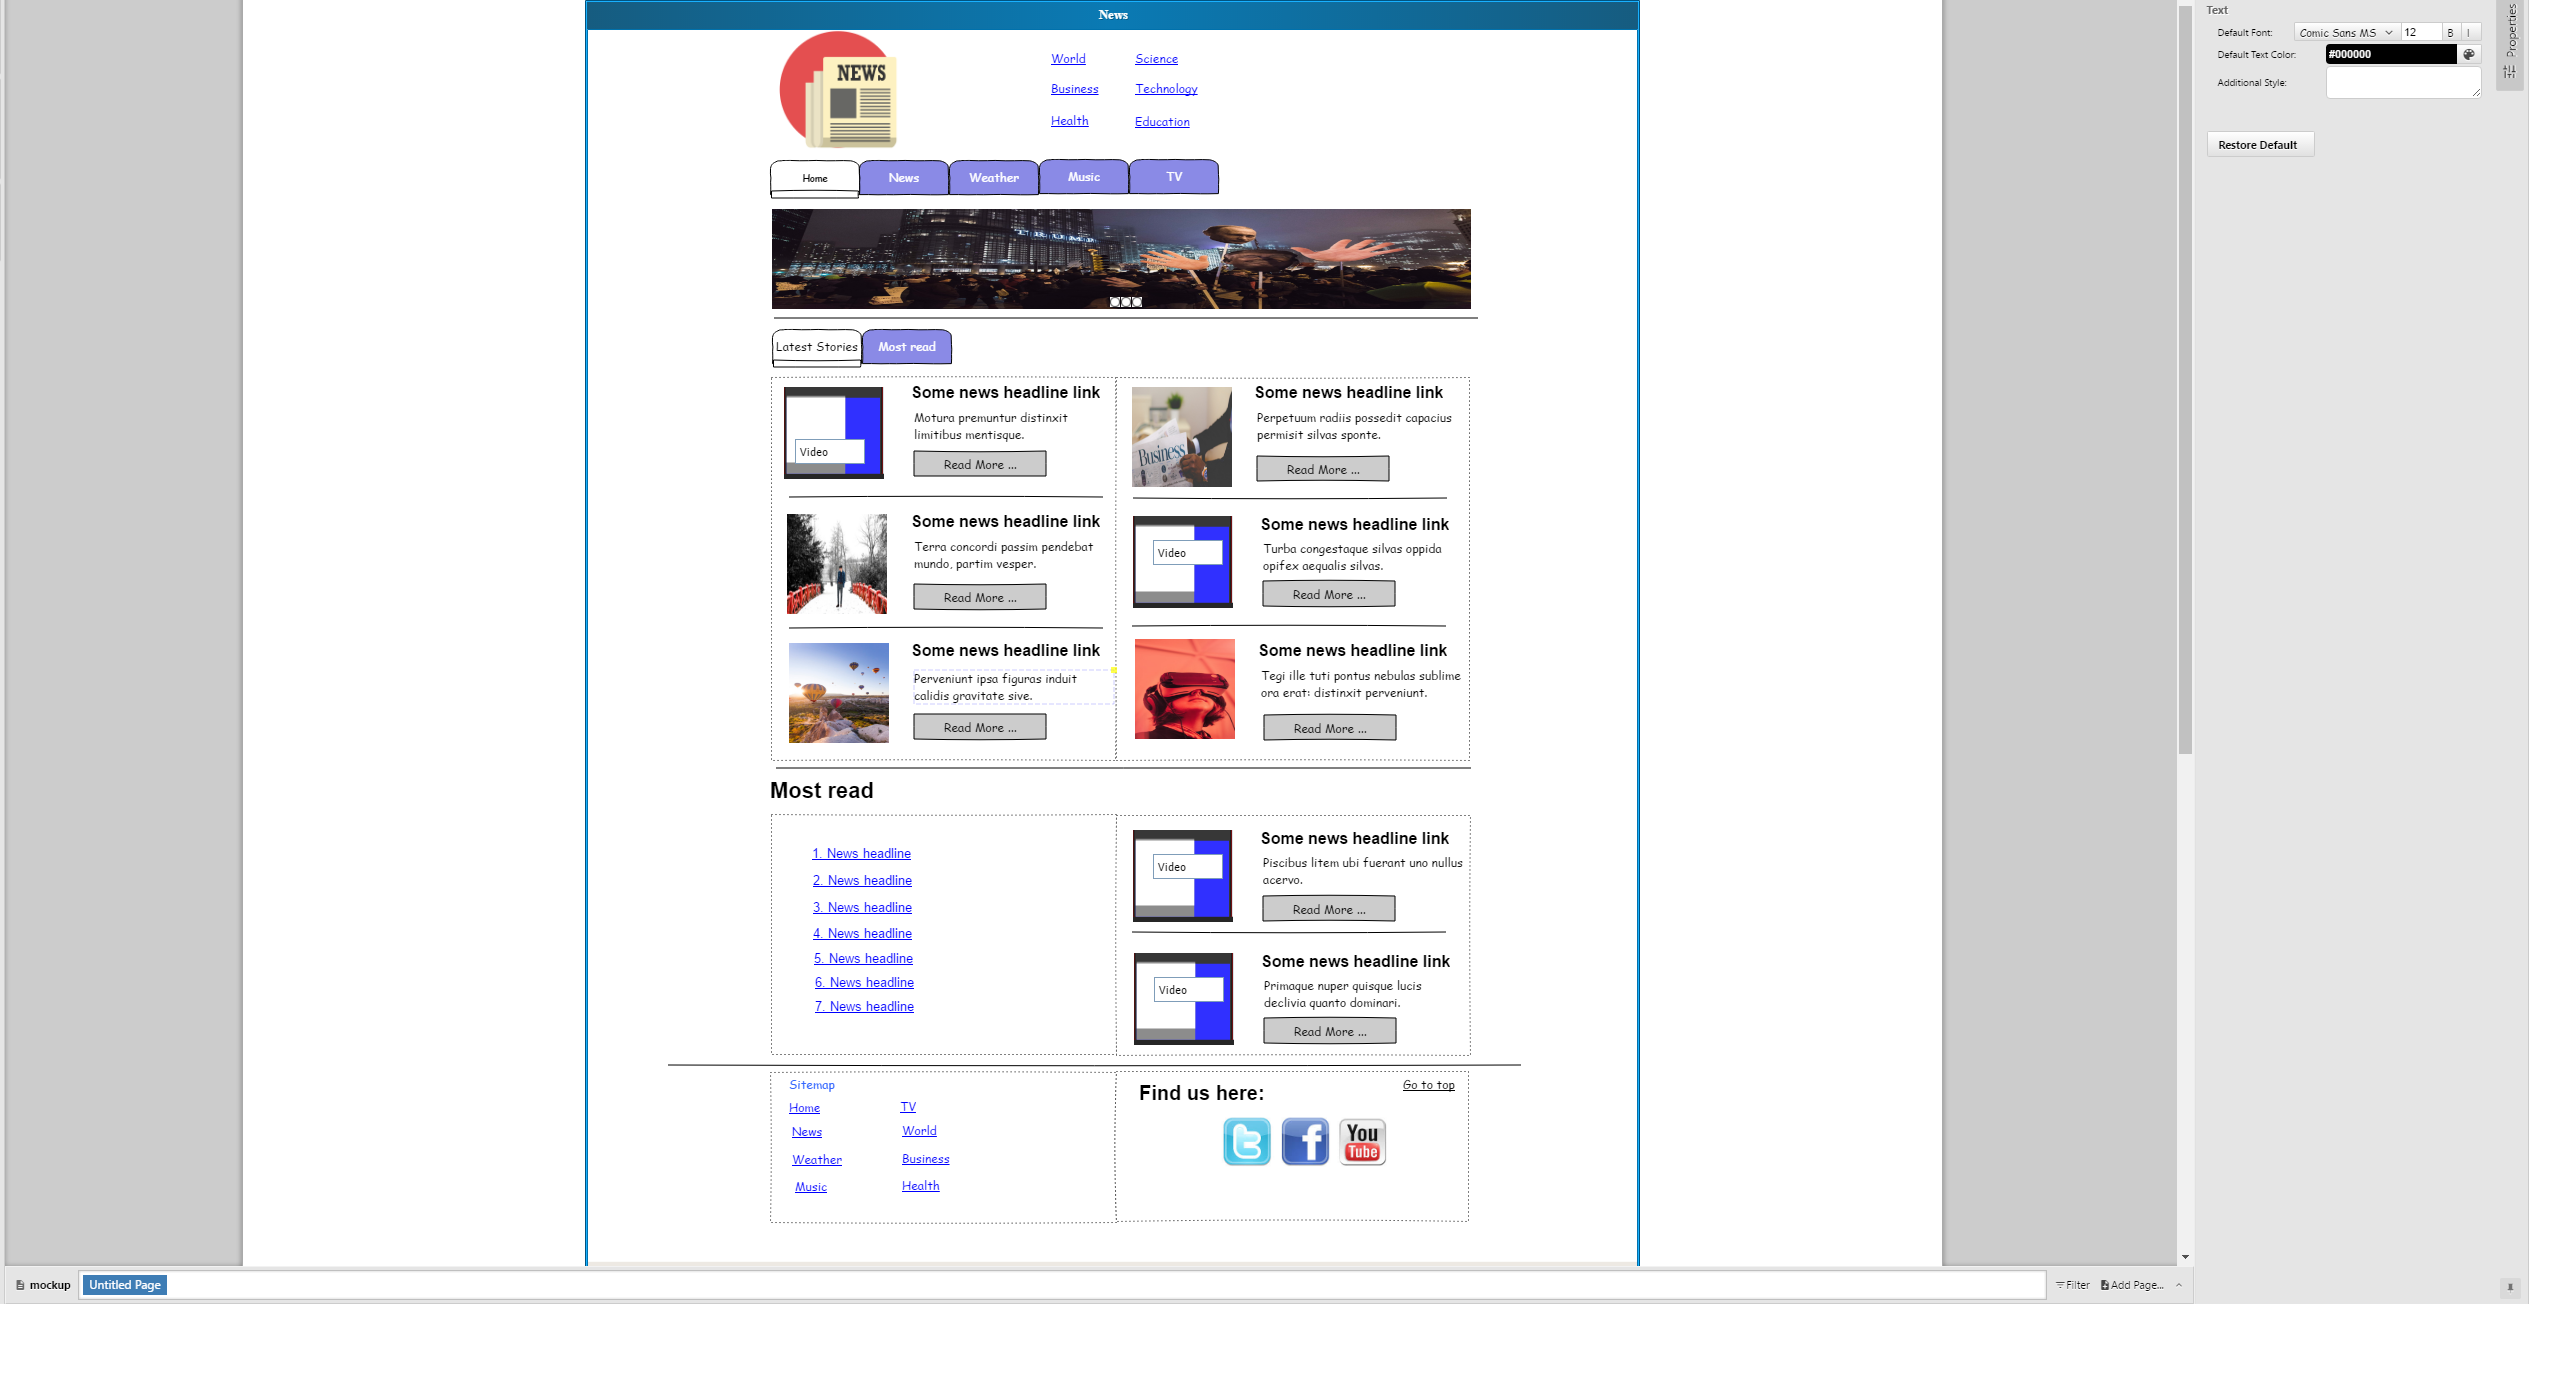 News
NEWS
World
Science
Business
Technology
Health
Education
Home
News
Weather
Music
TV
Latest Stories
Most read
Some news headline link
Motura premuntur distinxit
limitibus mentisque.
Video
Read More ...
Some news headline link
Perpetuum radiis possedit capacius
permisit silvas sponte.
Business
Read More ...
Some news headline link
Terra concordi passim pendebat
mundo, partim vesper.
Read More ...
Some news headline link
Turba congestaque silvas oppida
opifex aequalis silvas.
Video
Read More ...
Some news headline link
Perveniunt ipsa figuras induit
calidis gravitate sive.
Read More ...
Some news headline link
Tegi ille tuti pontus nebulas sublime
ora erat: distinxit perveniunt.
Read More ...
Most read
1. News headline
2. News headline
3. News headline
4. News headline
5. News headline
6. News headline
7. News headline
Some news headline link
Piscibus litem ubi fuerant uno nullus
acervo.
Video
Read More ...
Some news headline link
Primaque nuper quisque lucis
declivia quanto dominari.
Video
Read More ...
Sitemap
Home
TV
News
World
Weather
Business
Music
Health
Find us here:
Go to top
t
f
You
Tube
mockup
Untitled Page
Filter
Add Page...
Text
Default Font:
Comic Sans MS
12
B
I
Default Text Color:
#000000
Additional Style:
Restore Default
Properties